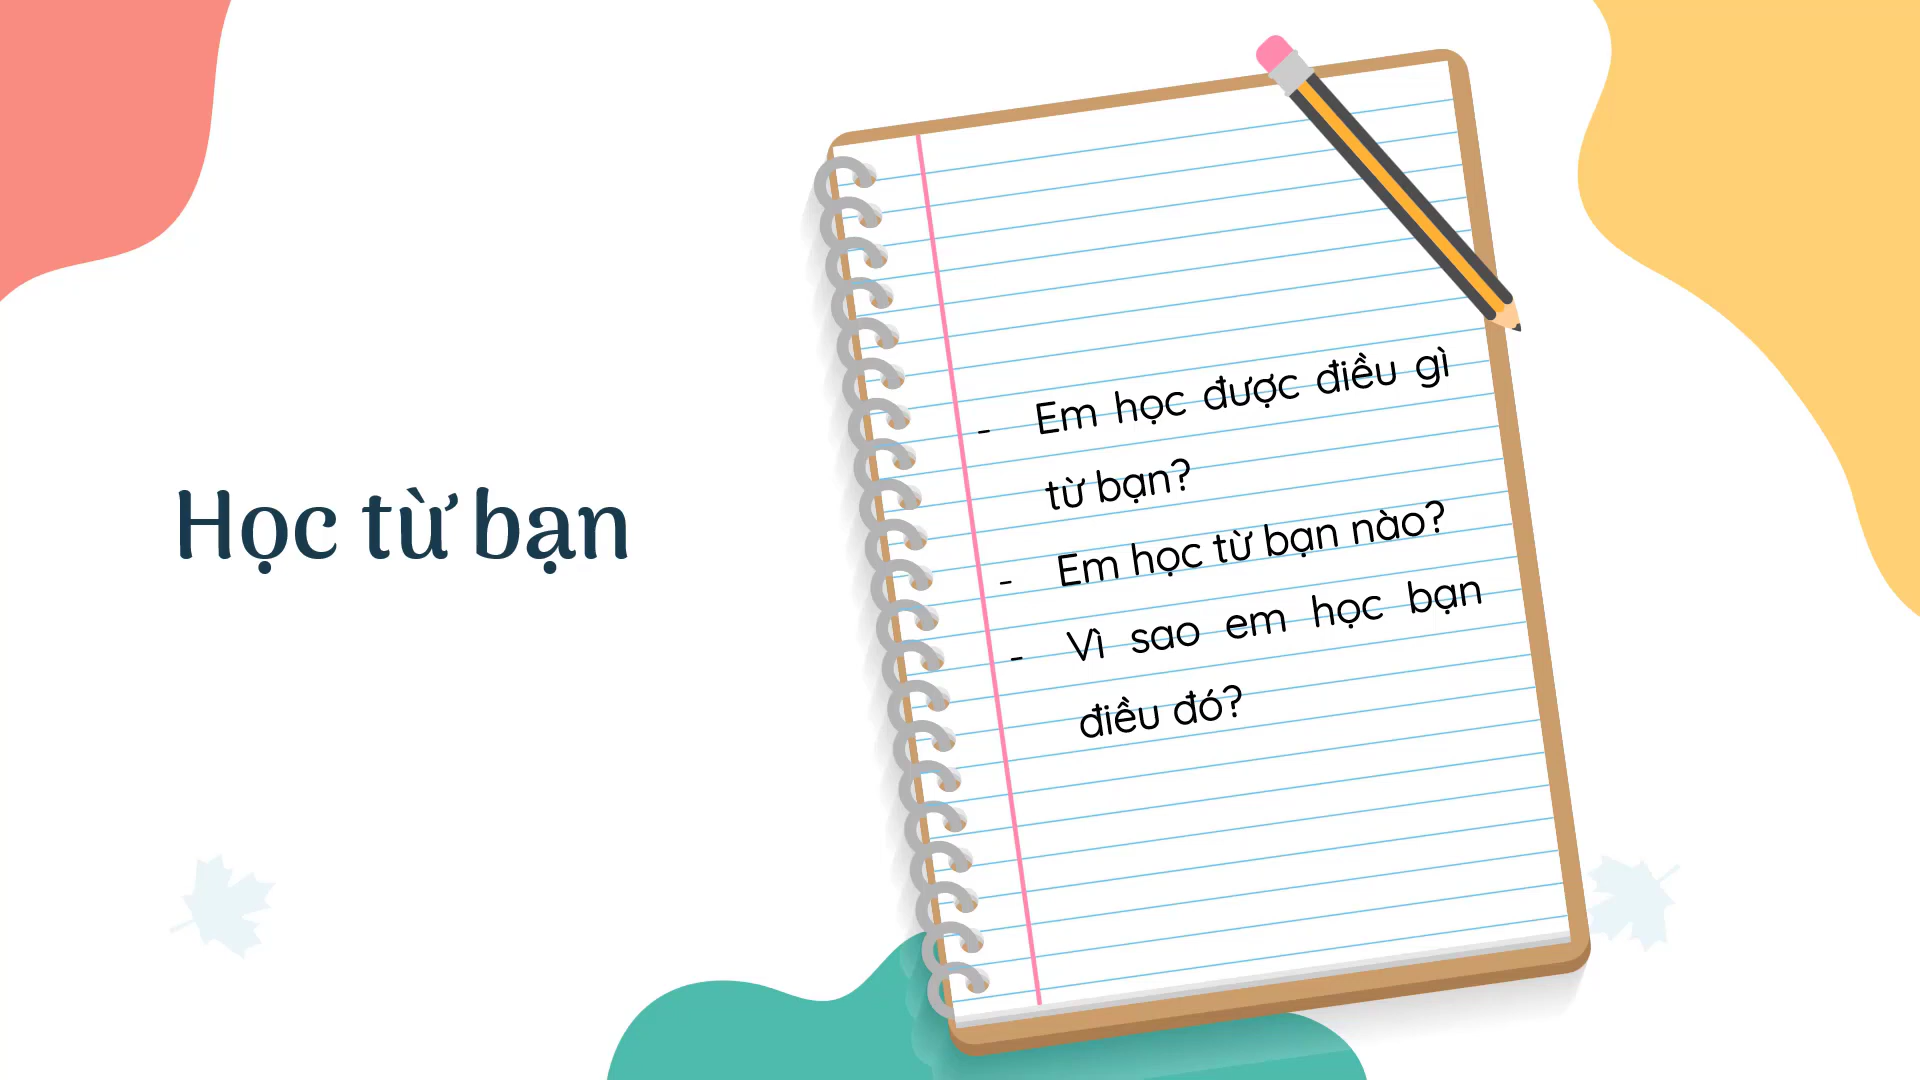 Học từ bạn
- Em học được điều gì
từ bạn?
- Em học từ bạn nào?
- Vì sao em học bạn
điều đó?